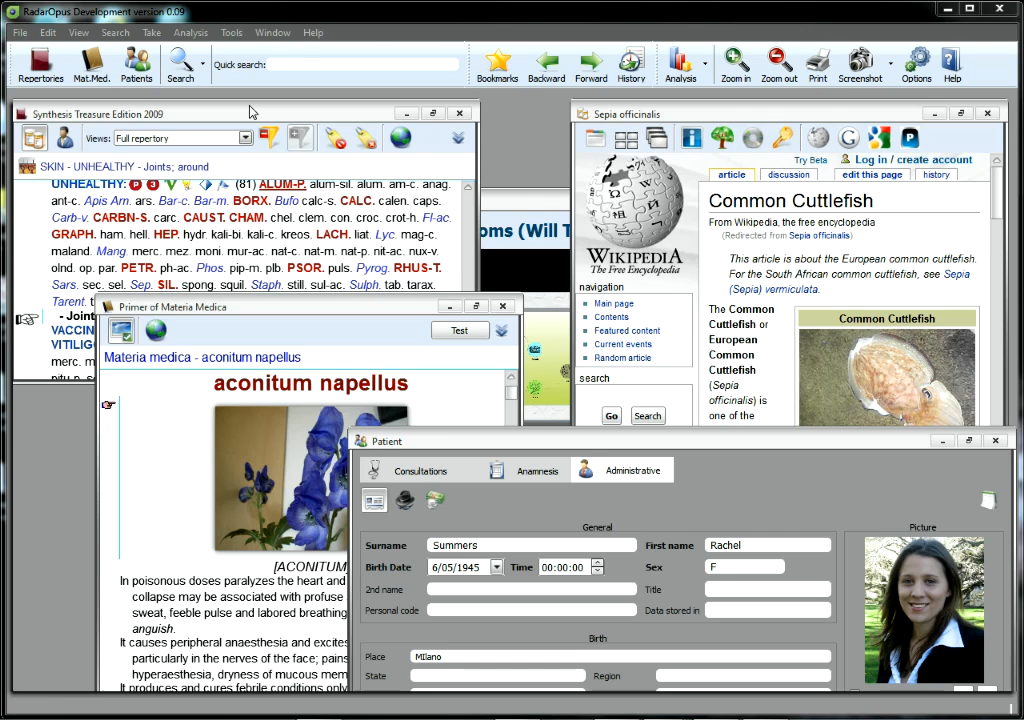 RadarOpus Development version 0.09
File Edit View Search Take Analysis Tools Window Help
Repertories Mat.Med. Patients Search Quick search: Bookmarks Backward Forward History Analysis Zoom in Zoom out Print Screenshot Options Help
Synthesis Treasure Edition 2009
Views: Full repertory
SKIN - UNHEALTHY - Joints; around
UNHEALTHY: (81) ALUM-P. alum-sil. alum. am-c. anag.
ant-c. Apis Arn. ars. Bar-c. Bar-m. BORX. Bufo calc-s. CALC. calen. caps.
Carb-v. CARBN-S. carc. CAUST. CHAM. chel. clem. con. croc. crot-h. Fl-ac.
GRAPH. ham. hell. HEP. hydr. kali-bi. kali-c. kreos. LACH. liat. Lyc. mag-c.
maland. Mang. merc. mez. moni. mur-ac. nat-c. nat-m. nat-p. nit-ac. nux-v.
olnd. op. par. PETR. ph-ac. Phos. pip-m. plb. PSOR. puls. Pyrog. RHUS-T.
Sars. sec. sel. Sep. SIL. spong. squil. Staph. still. sul-ac. Sulph. tab. tarax.
Tarent.
- Joint
VACCIN
VITILIG
merc. m
oms (Will T
Sepia officinalis
Try Beta Log in / create account
article discussion edit this page history
WIKIPEDIA
The Free Encyclopedia
navigation
Main page
Contents
Featured content
Current events
Random article
search
Go Search
Common Cuttlefish
From Wikipedia, the free encyclopedia
(Redirected from Sepia officinalis)
This article is about the European common cuttlefish.
For the South African common cuttlefish, see Sepia
(Sepia) vermiculata.
The Common
Cuttlefish or
European
Common
Cuttlefish
(Sepia
officinalis) is
one of the
Common Cuttlefish
Primer of Materia Medica
Test
Materia medica - aconitum napellus
aconitum napellus
[ACONITUM
In poisonous doses paralyzes the heart and
collapse may be associated with profuse
sweat, feeble pulse and labored breathing
anguish.
It causes peripheral anaesthesia and excites
particularly in the nerves of the face; pains
hyperaesthesia, dryness of mucous mem
It produces and cures febrile conditions only
Patient
Consultations Anamnesis Administrative
General
Surname Summers First name Rachel
Birth Date 6/05/1945 Time 00:00:00 Sex F
2nd name Title
Personal code Data stored in
Birth
Place MIlano
State Region
Picture